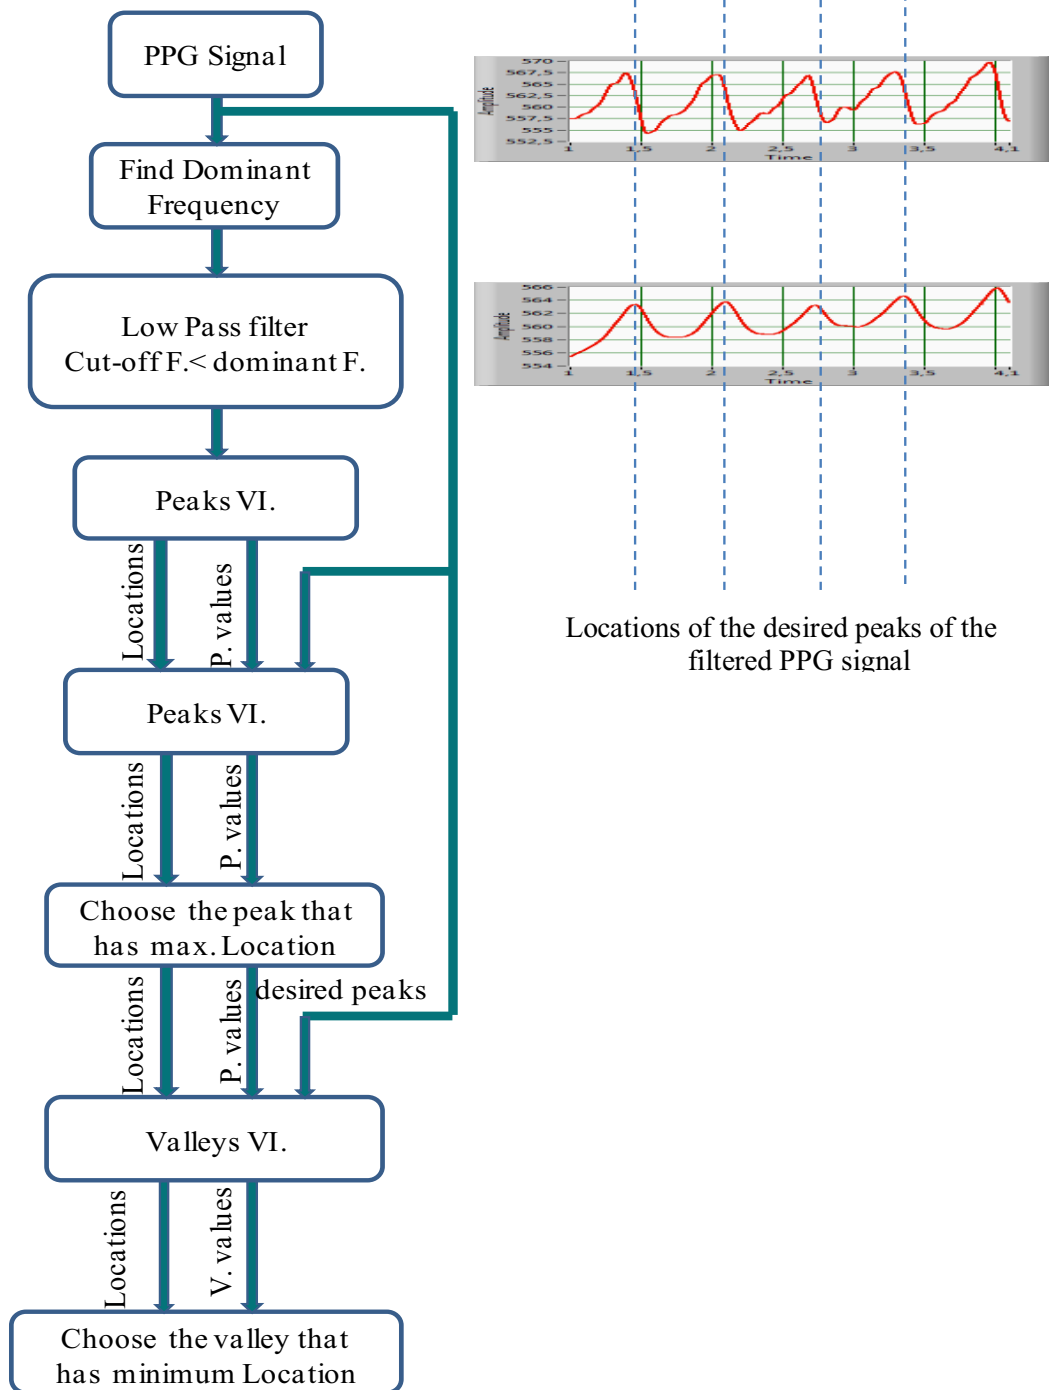 PPG Signal
Find Dominant
Frequency
Low Pass filter
Cut-off F.< dominant F.
Peaks VI.
Locations
P. values
Peaks VI.
Locations
P. values
Choose the peak that
has max. Location
Locations
P. values
desired peaks
Valleys VI.
Locations
V. values
Choose the valley that
has minimum Location
Amplitude
570
567,5
565
562,5
560
557,5
555
552,5
1 1,5 2 2,5 3 3,5 4,1
Time
Amplitude
566
564
562
560
558
556
554
1 1,5 2 2,5 3 3,5 4,1
Time
Locations of the desired peaks of the
filtered PPG signal